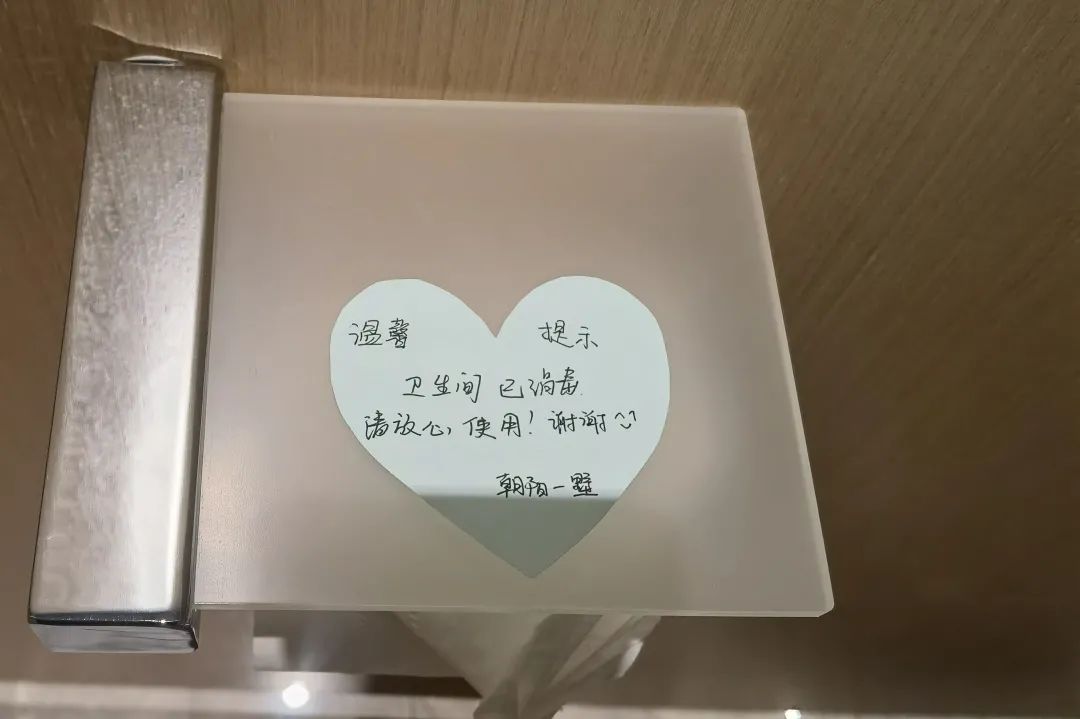 温馨 提示
卫生间 已消毒
请放心, 使用! 谢谢
朝阳一墅